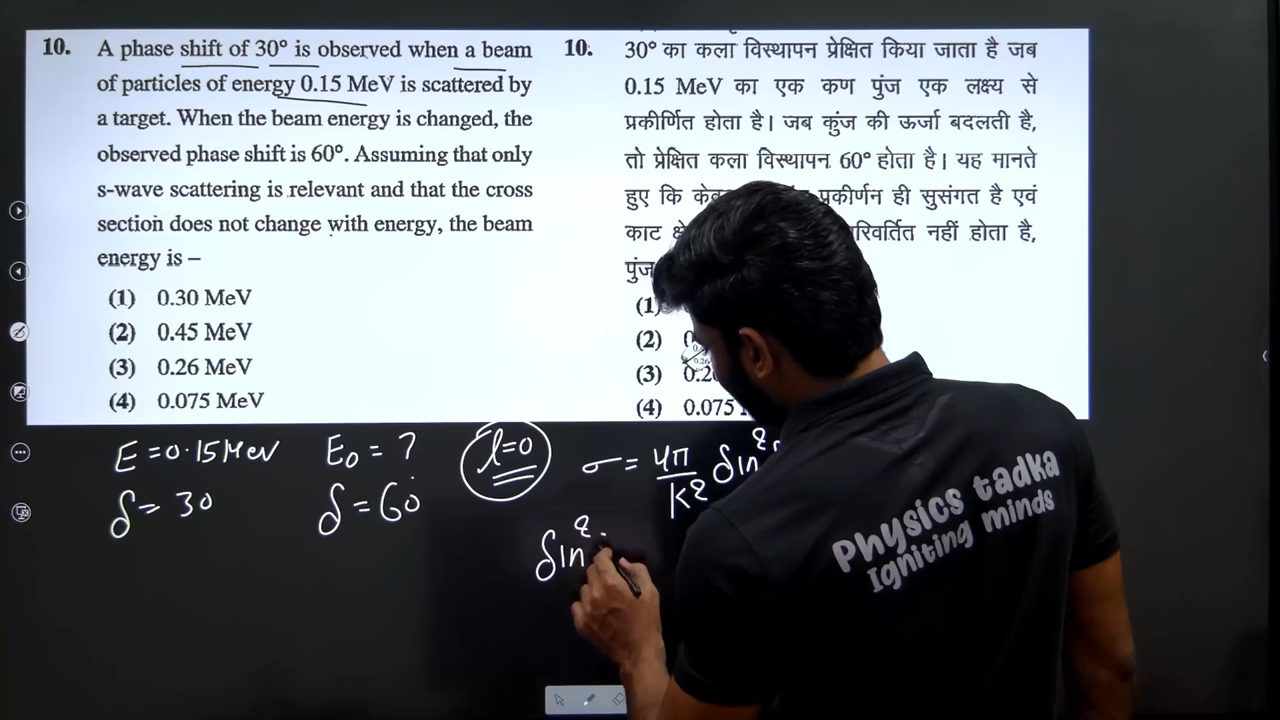 10. A phase shift of 30° is observed when a beam
of particles of energy 0.15 MeV is scattered by
a target. When the beam energy is changed, the
observed phase shift is 60°. Assuming that only
s-wave scattering is relevant and that the cross
section does not change with energy, the beam
energy is –
(1) 0.30 MeV
(2) 0.45 MeV
(3) 0.26 MeV
(4) 0.075 MeV
10. 30° का कला विस्थापन प्रेक्षित किया जाता है जब
0.15 MeV का एक कण पुंज एक लक्ष्य से
प्रकीर्णित होता है। जब कुंज की ऊर्जा बदलती है,
तो प्रेक्षित कला विस्थापन 60° होता है। यह मानते
हुए कि प्रकीर्णन ही सुसंगत है एवं
काट नहीं होता है,
पुंज
(1)
(2)
(3)
(4) 0.075
E = 0.15 MeV E₀ = ? l=0 σ = 4π/k² sin²
δ = 30 δ = 60
sin²
Physics tadka
Igniting minds